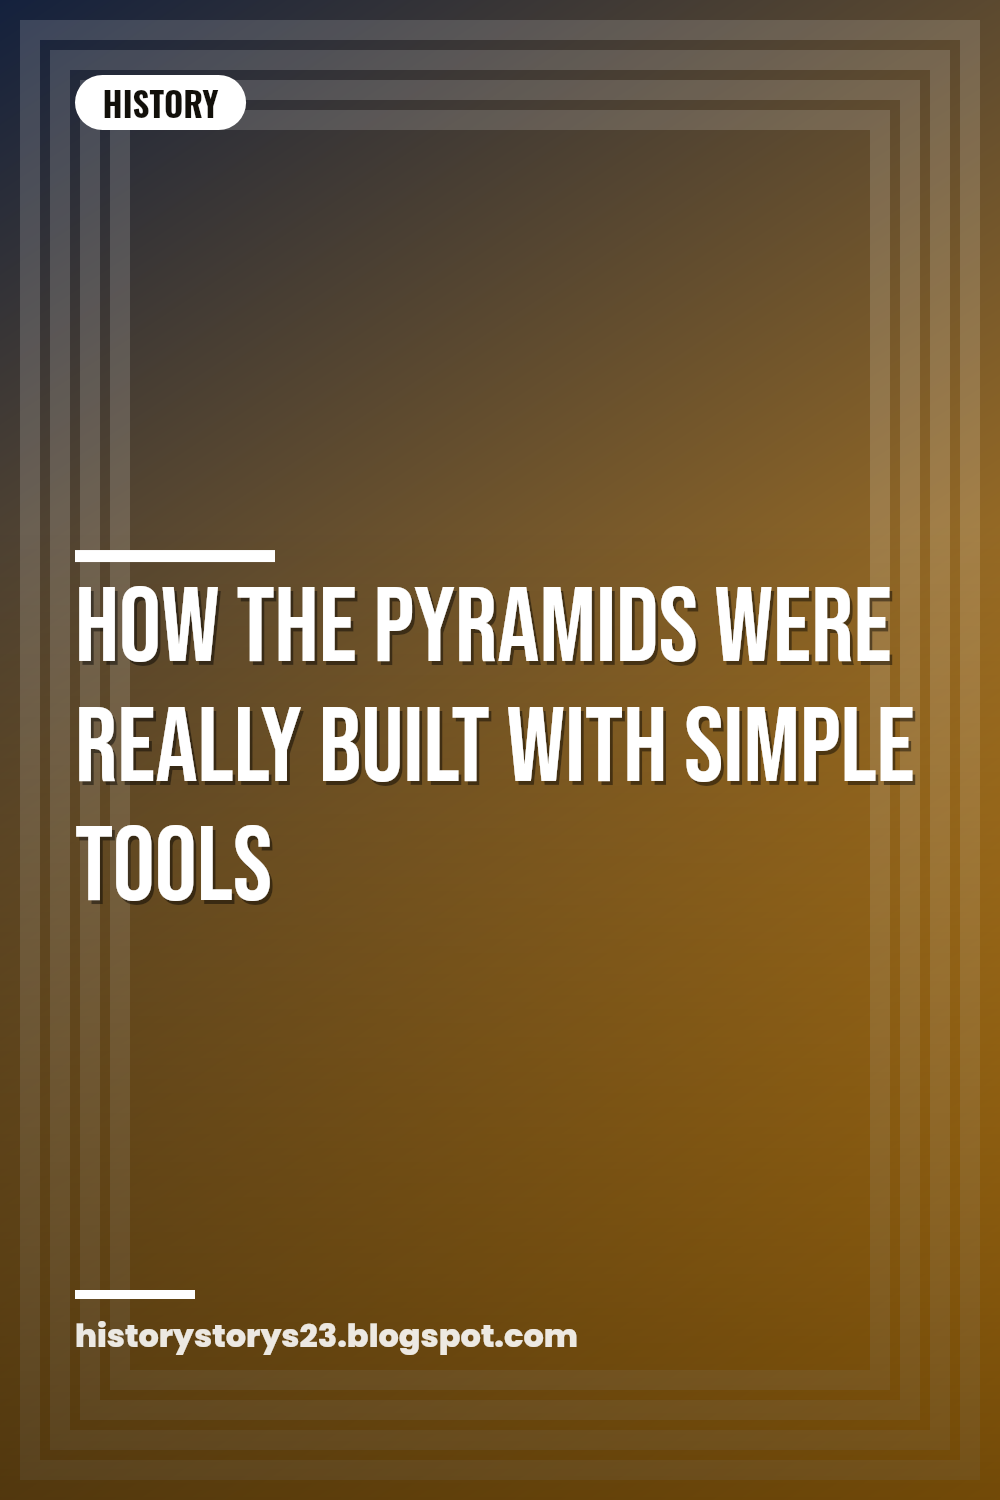 HISTORY
HOW THE PYRAMIDS WERE
REALLY BUILT WITH SIMPLE
TOOLS
historystorys23.blogspot.com